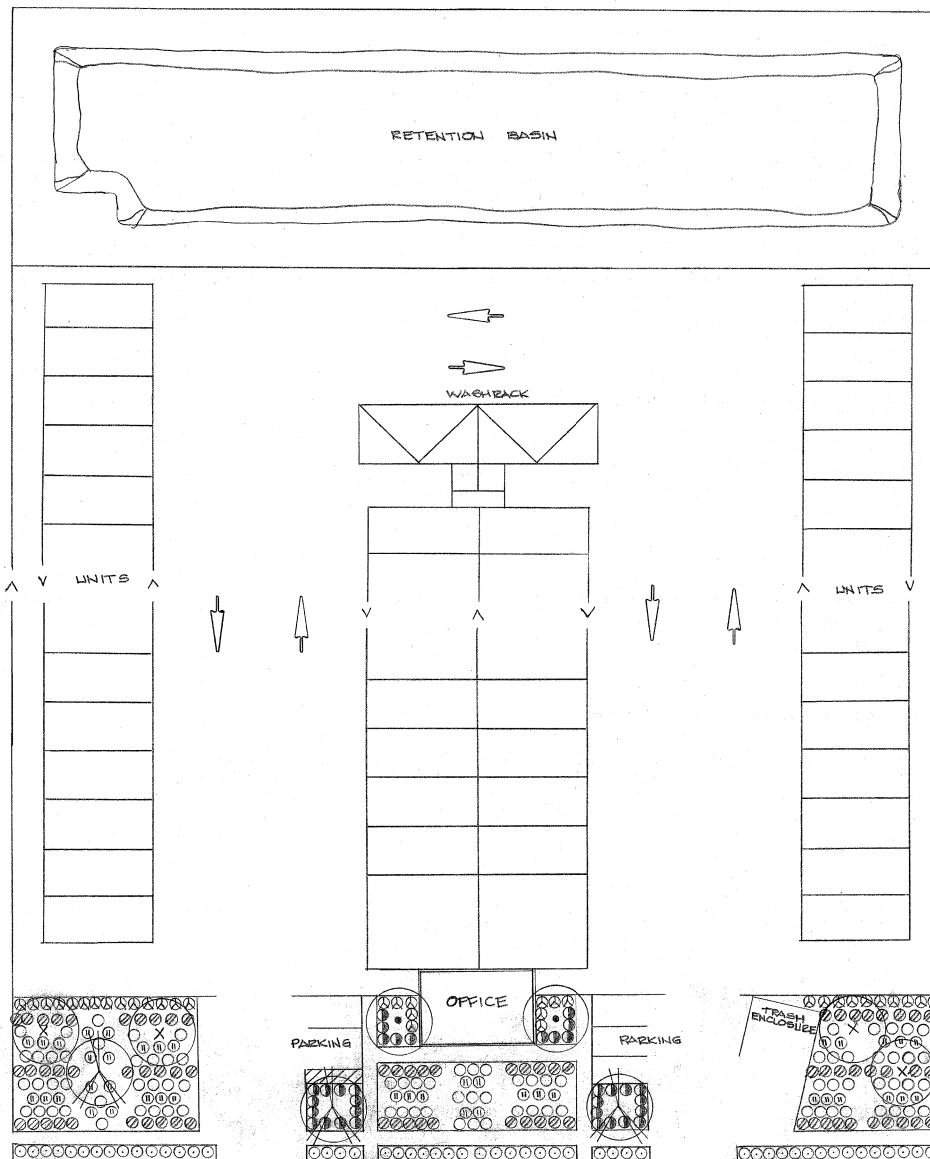 RETENTION BASIN
WASHRACK
UNITS
UNITS
OFFICE
TRASH
ENCLOSURE
PARKING
PARKING